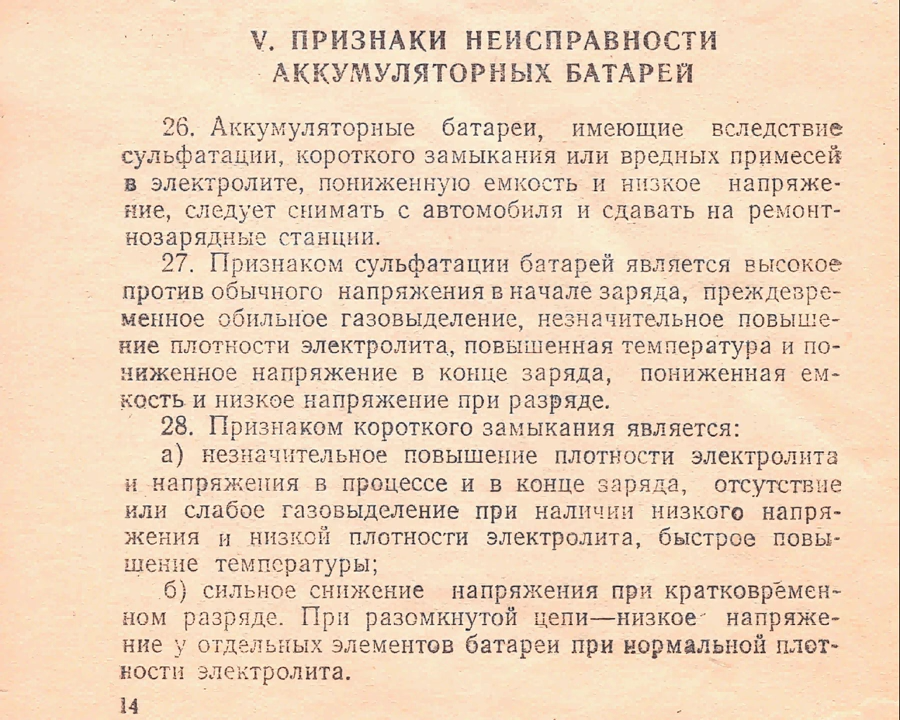 V. ПРИЗНАКИ НЕИСПРАВНОСТИ
АККУМУЛЯТОРНЫХ БАТАРЕЙ
26. Аккумуляторные батареи, имеющие вследствие
сульфатации, короткого замыкания или вредных примесей
в электролите, пониженную емкость и низкое напряже-
ние, следует снимать с автомобиля и сдавать на ремонт-
нозарядные станции.
27. Признаком сульфатации батарей является высокое
против обычного напряжения в начале заряда, преждевре-
менное обильное газовыделение, незначительное повыше-
ние плотности электролита, повышенная температура и по-
ниженное напряжение в конце заряда, пониженная ем-
кость и низкое напряжение при разряде.
28. Признаком короткого замыкания является:
а) незначительное повышение плотности электролита
и напряжения в процессе и в конце заряда, отсутствие
или слабое газовыделение при наличии низкого напря-
жения и низкой плотности электролита, быстрое повы-
шение температуры;
б) сильное снижение напряжения при кратковремен-
ном разряде. При разомкнутой цепи—низкое напряже-
ние у отдельных элементов батареи при нормальной плот-
ности электролита.
14